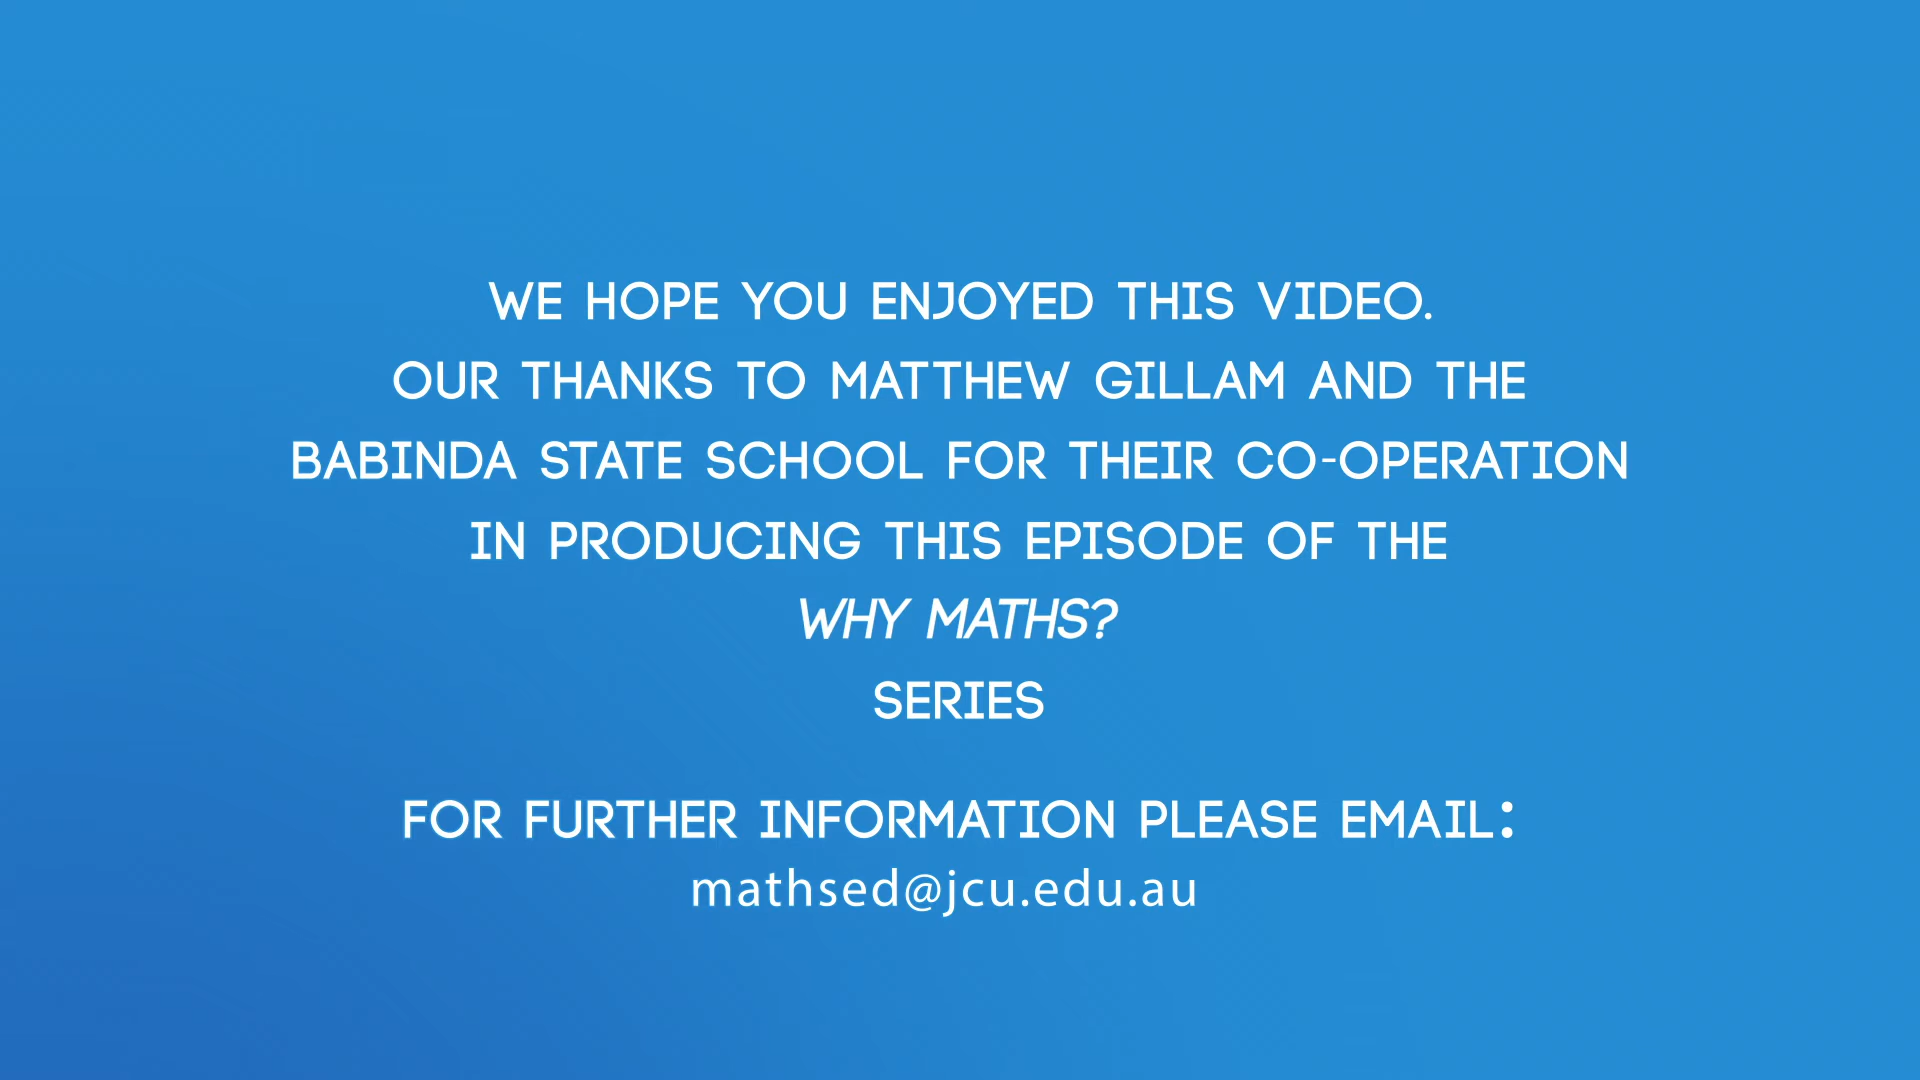 WE HOPE YOU ENJOYED THIS VIDEO.
OUR THANKS TO MATTHEW GILLAM AND THE
BABINDA STATE SCHOOL FOR THEIR CO-OPERATION
IN PRODUCING THIS EPISODE OF THE
WHY MATHS?
SERIES
FOR FURTHER INFORMATION PLEASE EMAIL:
mathsed@jcu.edu.au